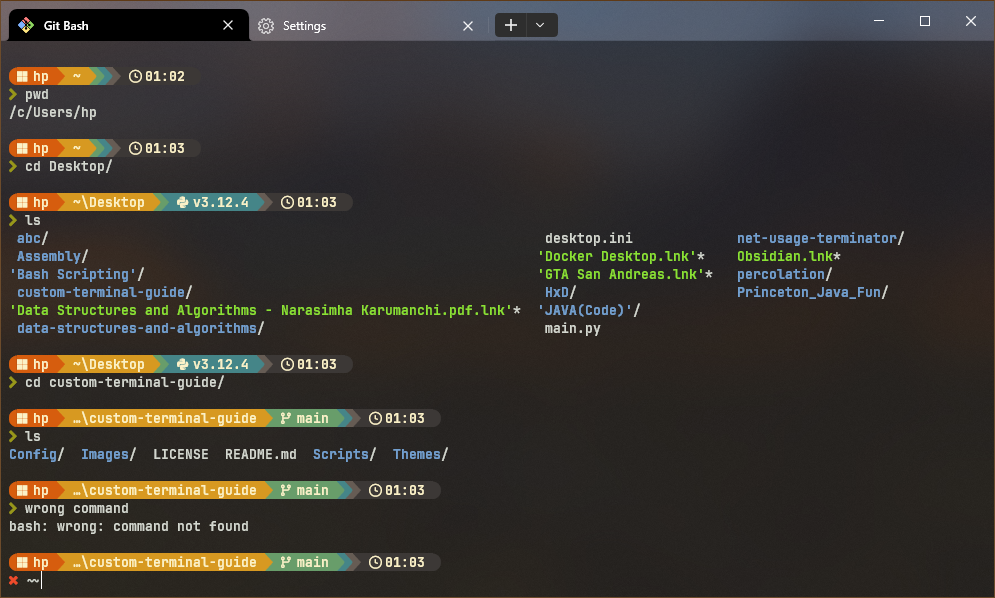 Git Bash Settings
hp ~ 01:02
pwd
/c/Users/hp
hp ~ 01:03
cd Desktop/
hp ~\Desktop v3.12.4 01:03
ls
abc/ desktop.ini net-usage-terminator/
Assembly/ 'Docker Desktop.lnk'* Obsidian.lnk*
'Bash Scripting'/ 'GTA San Andreas.lnk'* percolation/
custom-terminal-guide/ HxD/ Princeton_Java_Fun/
'Data Structures and Algorithms - Narasimha Karumanchi.pdf.lnk'* 'JAVA(Code)'/
data-structures-and-algorithms/ main.py
hp ~\Desktop v3.12.4 01:03
cd custom-terminal-guide/
hp …\custom-terminal-guide main 01:03
ls
Config/ Images/ LICENSE README.md Scripts/ Themes/
hp …\custom-terminal-guide main 01:03
wrong command
bash: wrong: command not found
hp …\custom-terminal-guide main 01:03
~~